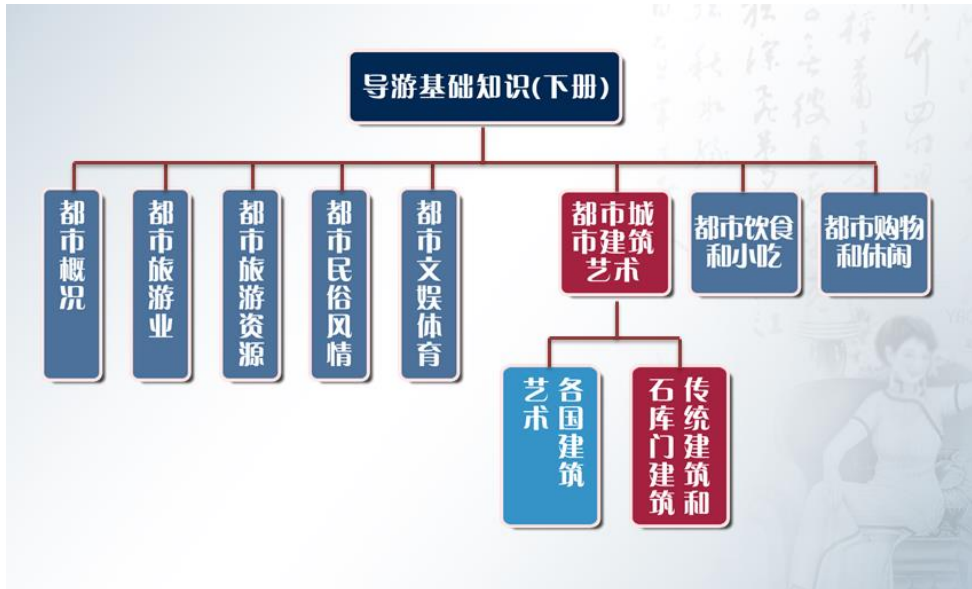 导游基础知识(下册)
都市概况
都市旅游业
都市旅游资源
都市民俗风情
都市文娱体育
都市城
市建筑
艺术
都市饮食
和小吃
都市购物
和休闲
各国建筑
艺术
传统建筑和
石库门建筑